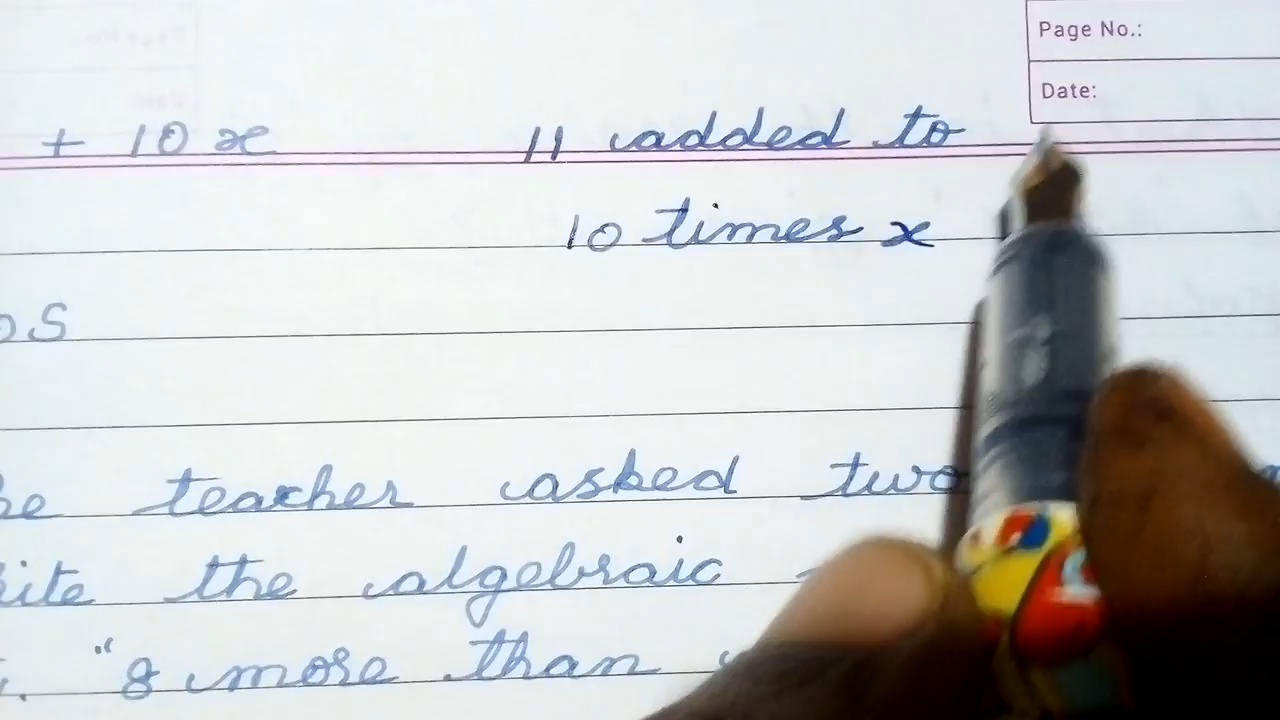 Page No.:
Date:
+ 10 x 11 added to
10 times x
teacher asked two
the algebraic
"8 more than